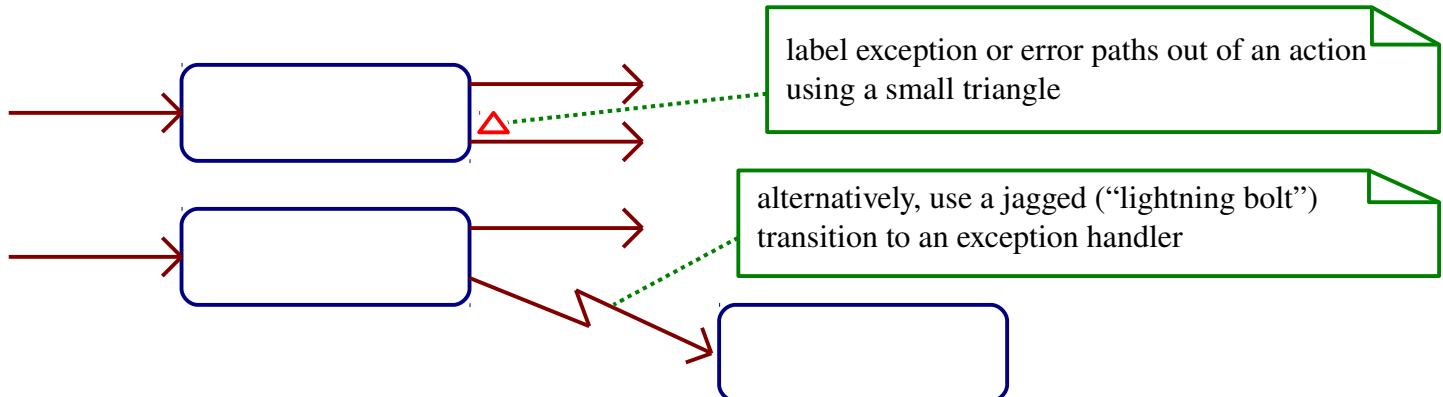 label exception or error paths out of an action
using a small triangle
alternatively, use a jagged (“lightning bolt”)
transition to an exception handler